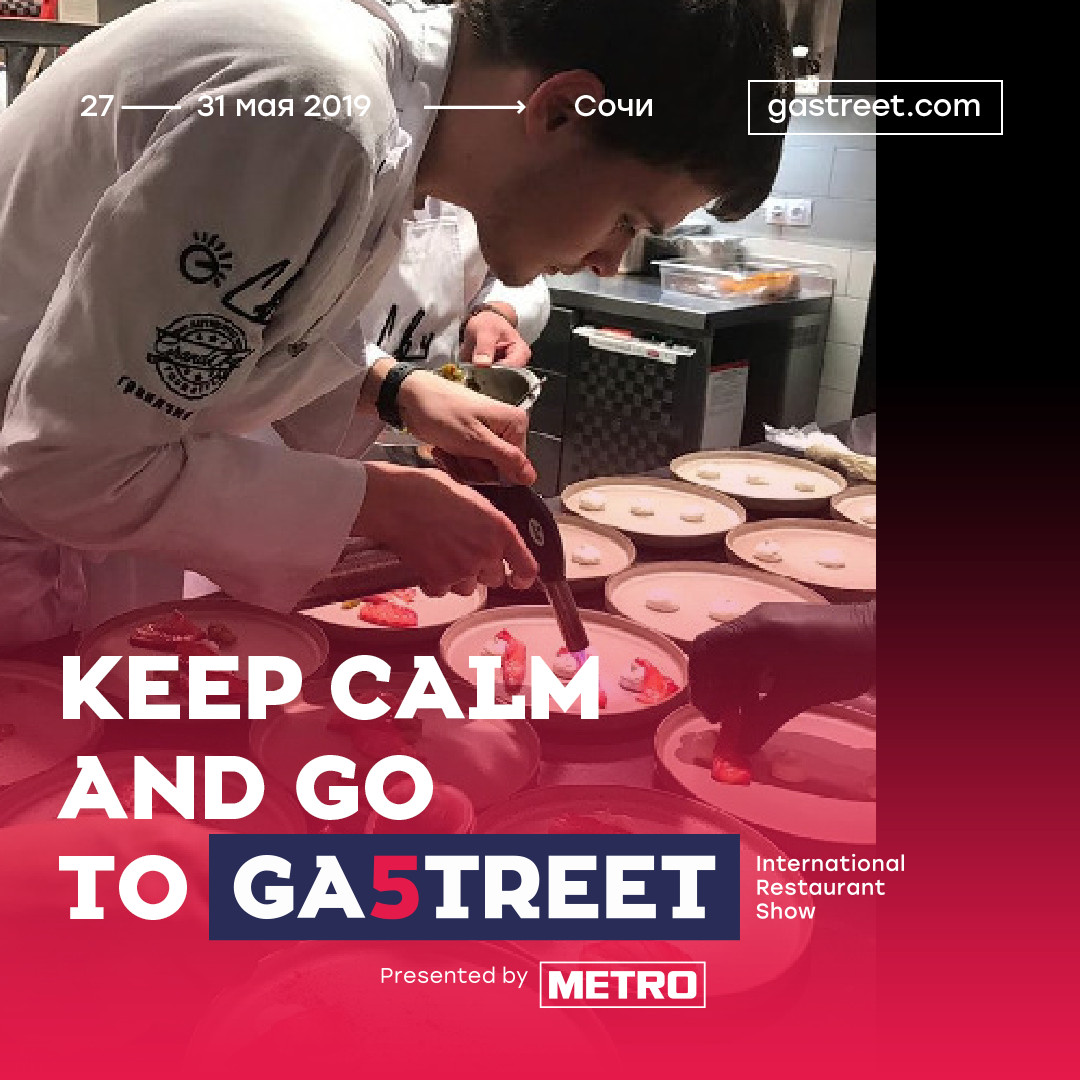 27 — 31 мая 2019 → Сочи
gastreet.com
KEEP CALM
AND GO
TO GA5TREET
International
Restaurant
Show
Presented by METRO